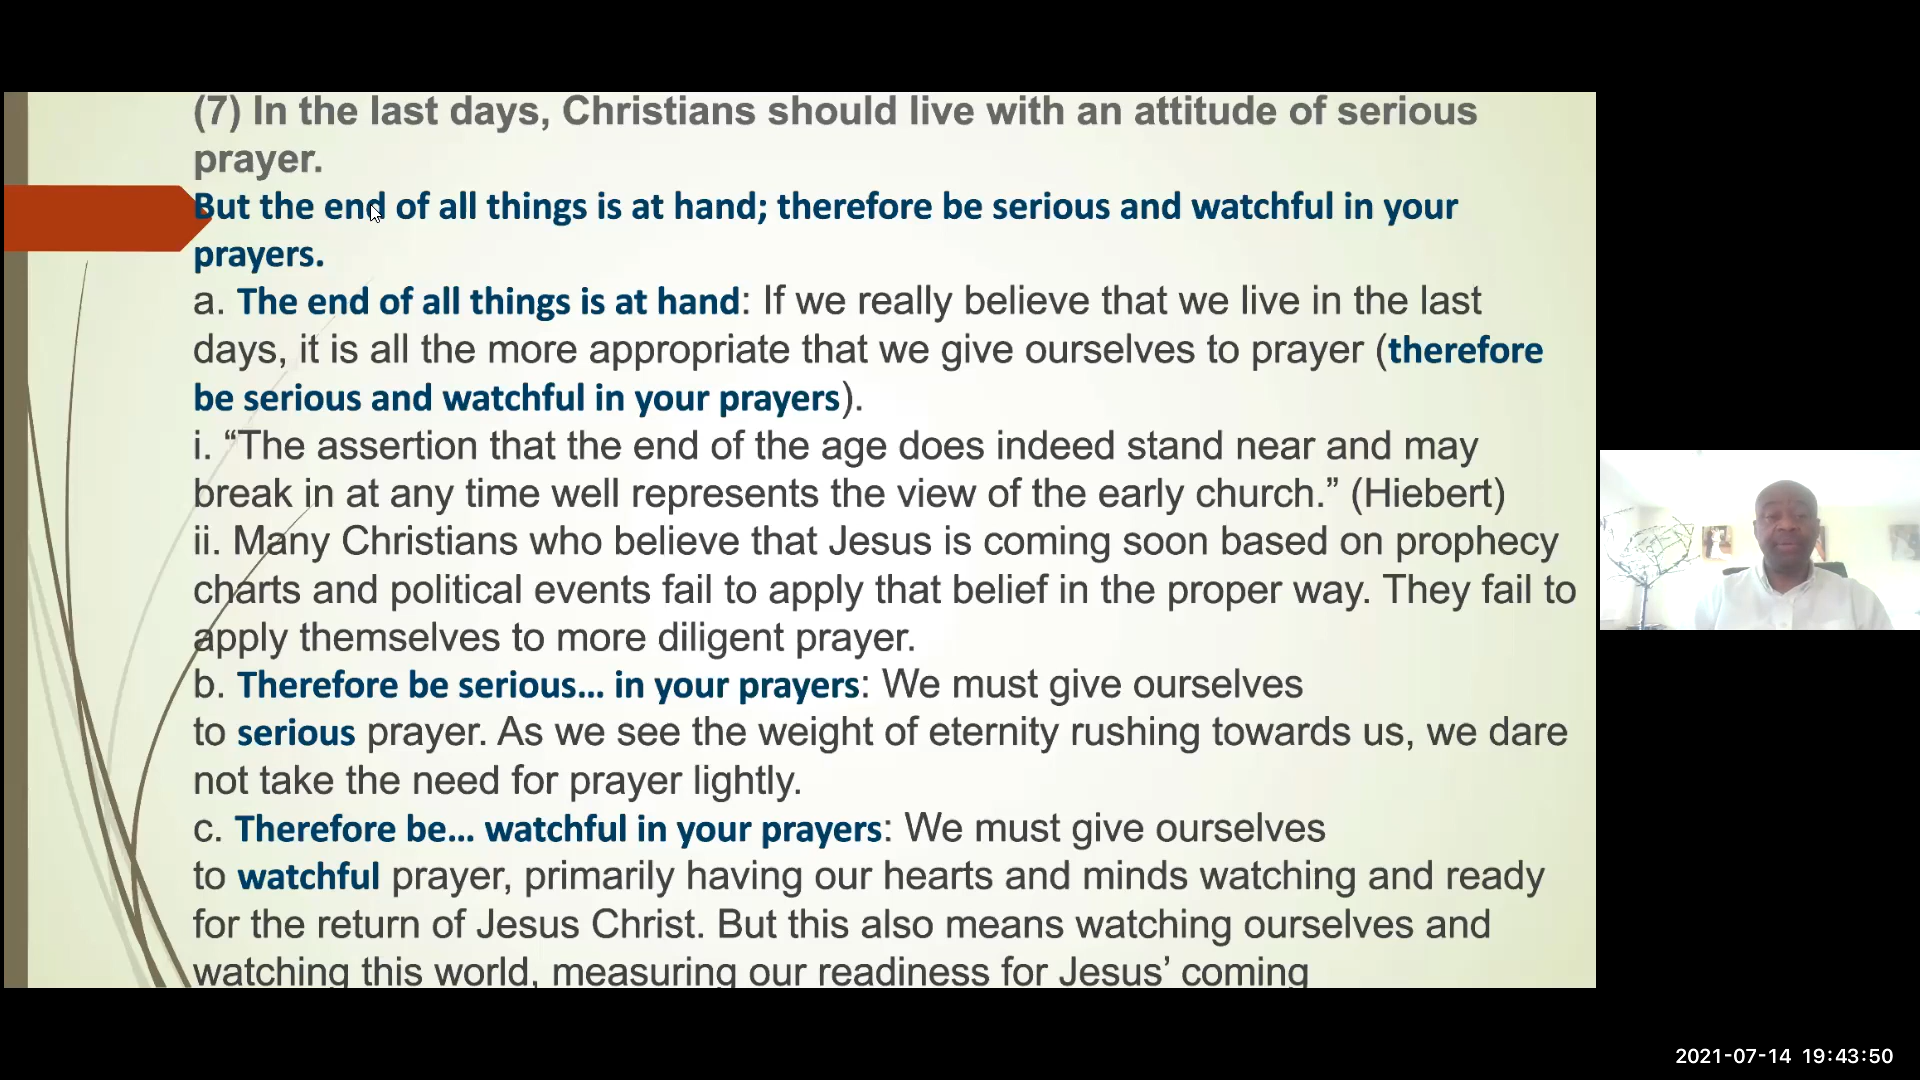 (7) In the last days, Christians should live with an attitude of serious
prayer.
But the end of all things is at hand; therefore be serious and watchful in your
prayers.
a. The end of all things is at hand: If we really believe that we live in the last
days, it is all the more appropriate that we give ourselves to prayer (therefore
be serious and watchful in your prayers).
i. “The assertion that the end of the age does indeed stand near and may
break in at any time well represents the view of the early church.” (Hiebert)
ii. Many Christians who believe that Jesus is coming soon based on prophecy
charts and political events fail to apply that belief in the proper way. They fail to
apply themselves to more diligent prayer.
b. Therefore be serious… in your prayers: We must give ourselves
to serious prayer. As we see the weight of eternity rushing towards us, we dare
not take the need for prayer lightly.
c. Therefore be… watchful in your prayers: We must give ourselves
to watchful prayer, primarily having our hearts and minds watching and ready
for the return of Jesus Christ. But this also means watching ourselves and
watching this world, measuring our readiness for Jesus’ coming
2021-07-14 19:43:50